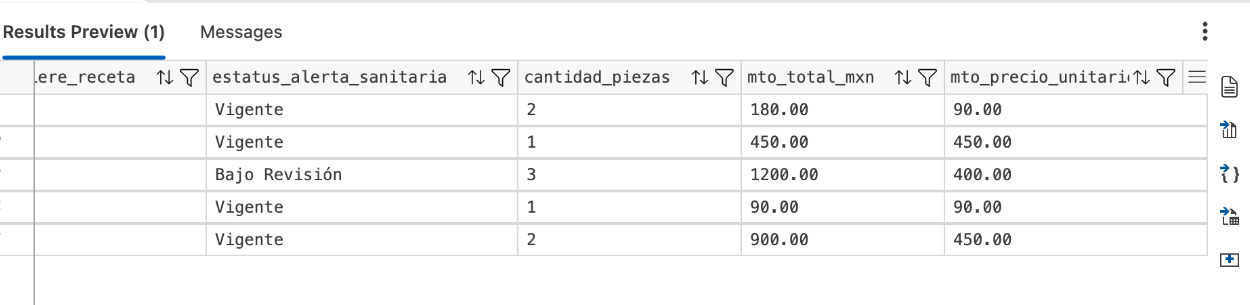 Results Preview (1) Messages
ere_receta estatus_alerta_sanitaria cantidad_piezas mto_total_mxn mto_precio_unitari
Vigente 2 180.00 90.00
Vigente 1 450.00 450.00
Bajo Revisión 3 1200.00 400.00
Vigente 1 90.00 90.00
Vigente 2 900.00 450.00